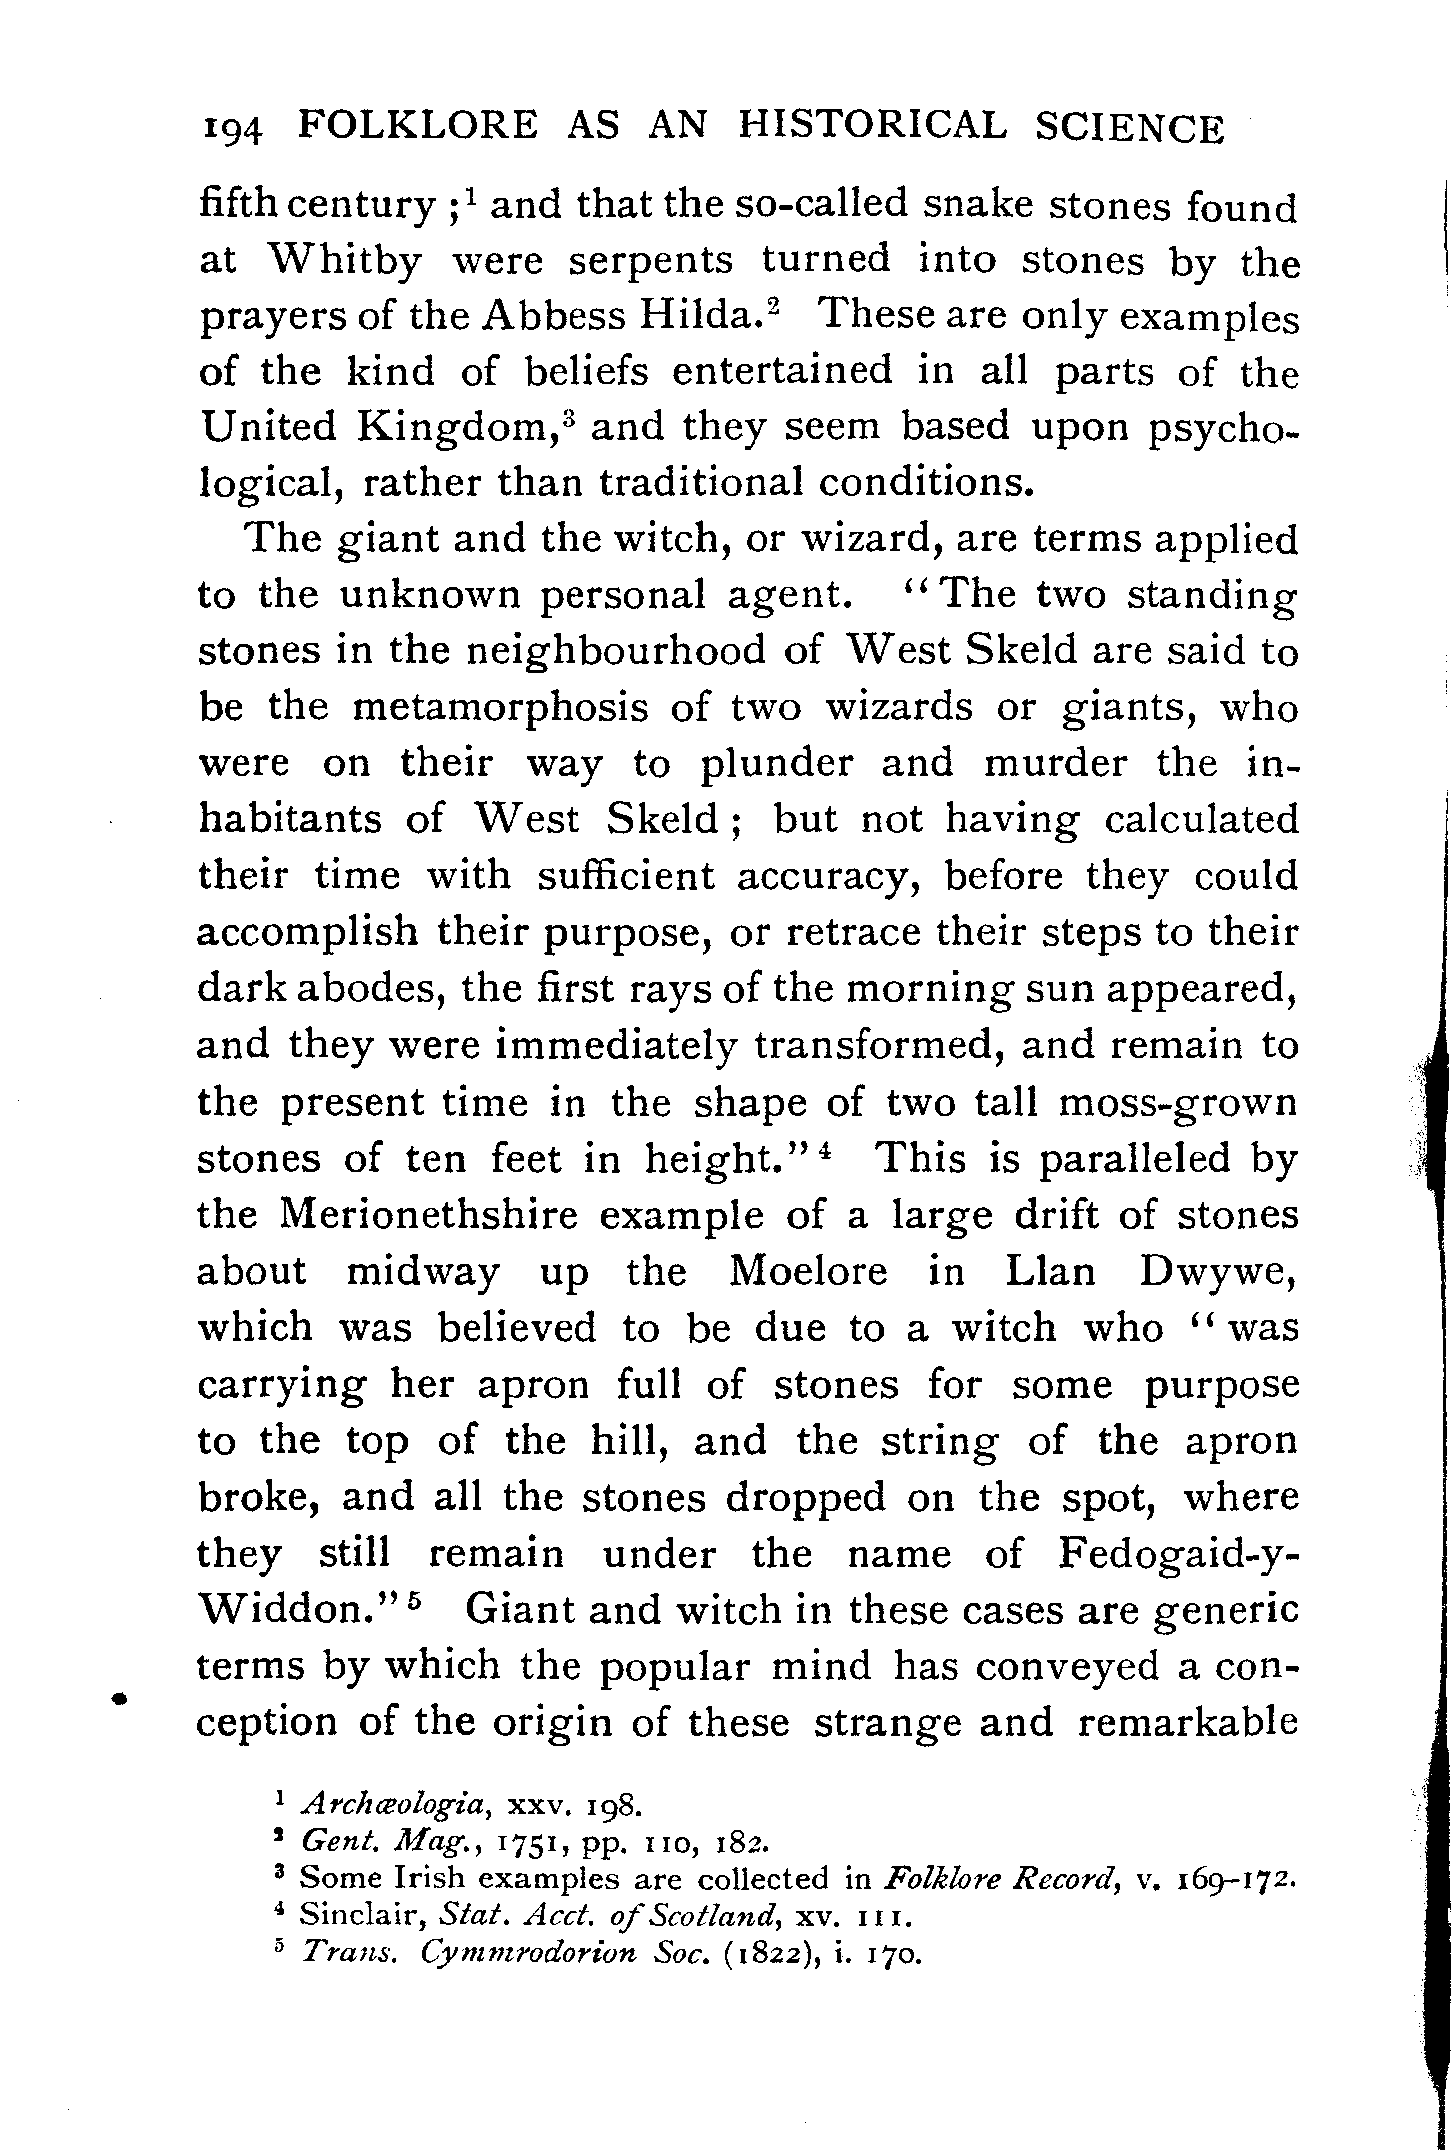 194 FOLKLORE AS AN HISTORICAL SCIENCE
fifth century ;¹ and that the so-called snake stones found
at Whitby were serpents turned into stones by the
prayers of the Abbess Hilda.² These are only examples
of the kind of beliefs entertained in all parts of the
United Kingdom,³ and they seem based upon psycho-
logical, rather than traditional conditions.
The giant and the witch, or wizard, are terms applied
to the unknown personal agent. “The two standing
stones in the neighbourhood of West Skeld are said to
be the metamorphosis of two wizards or giants, who
were on their way to plunder and murder the in-
habitants of West Skeld ; but not having calculated
their time with sufficient accuracy, before they could
accomplish their purpose, or retrace their steps to their
dark abodes, the first rays of the morning sun appeared,
and they were immediately transformed, and remain to
the present time in the shape of two tall moss-grown
stones of ten feet in height.”⁴ This is paralleled by
the Merionethshire example of a large drift of stones
about midway up the Moelore in Llan Dwywe,
which was believed to be due to a witch who “was
carrying her apron full of stones for some purpose
to the top of the hill, and the string of the apron
broke, and all the stones dropped on the spot, where
they still remain under the name of Fedogaid-y-
Widdon.”⁵ Giant and witch in these cases are generic
terms by which the popular mind has conveyed a con-
ception of the origin of these strange and remarkable
¹ Archæologia, xxv. 198.
² Gent. Mag., 1751, pp. 110, 182.
³ Some Irish examples are collected in Folklore Record, v. 169–172.
⁴ Sinclair, Stat. Acct. of Scotland, xv. 111.
⁵ Trans. Cymmrodorion Soc. (1822), i. 170.